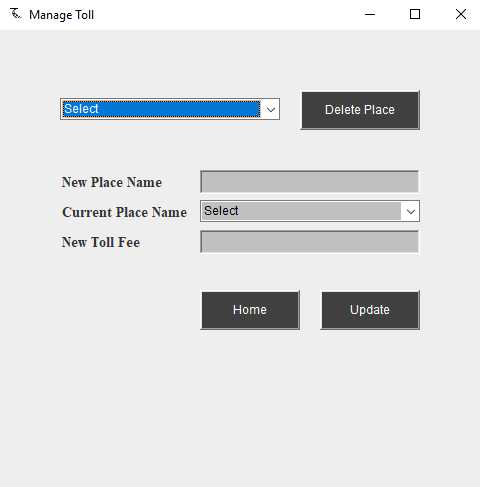 Manage Toll
Select
Delete Place
New Place Name
Current Place Name
Select
New Toll Fee
Home
Update